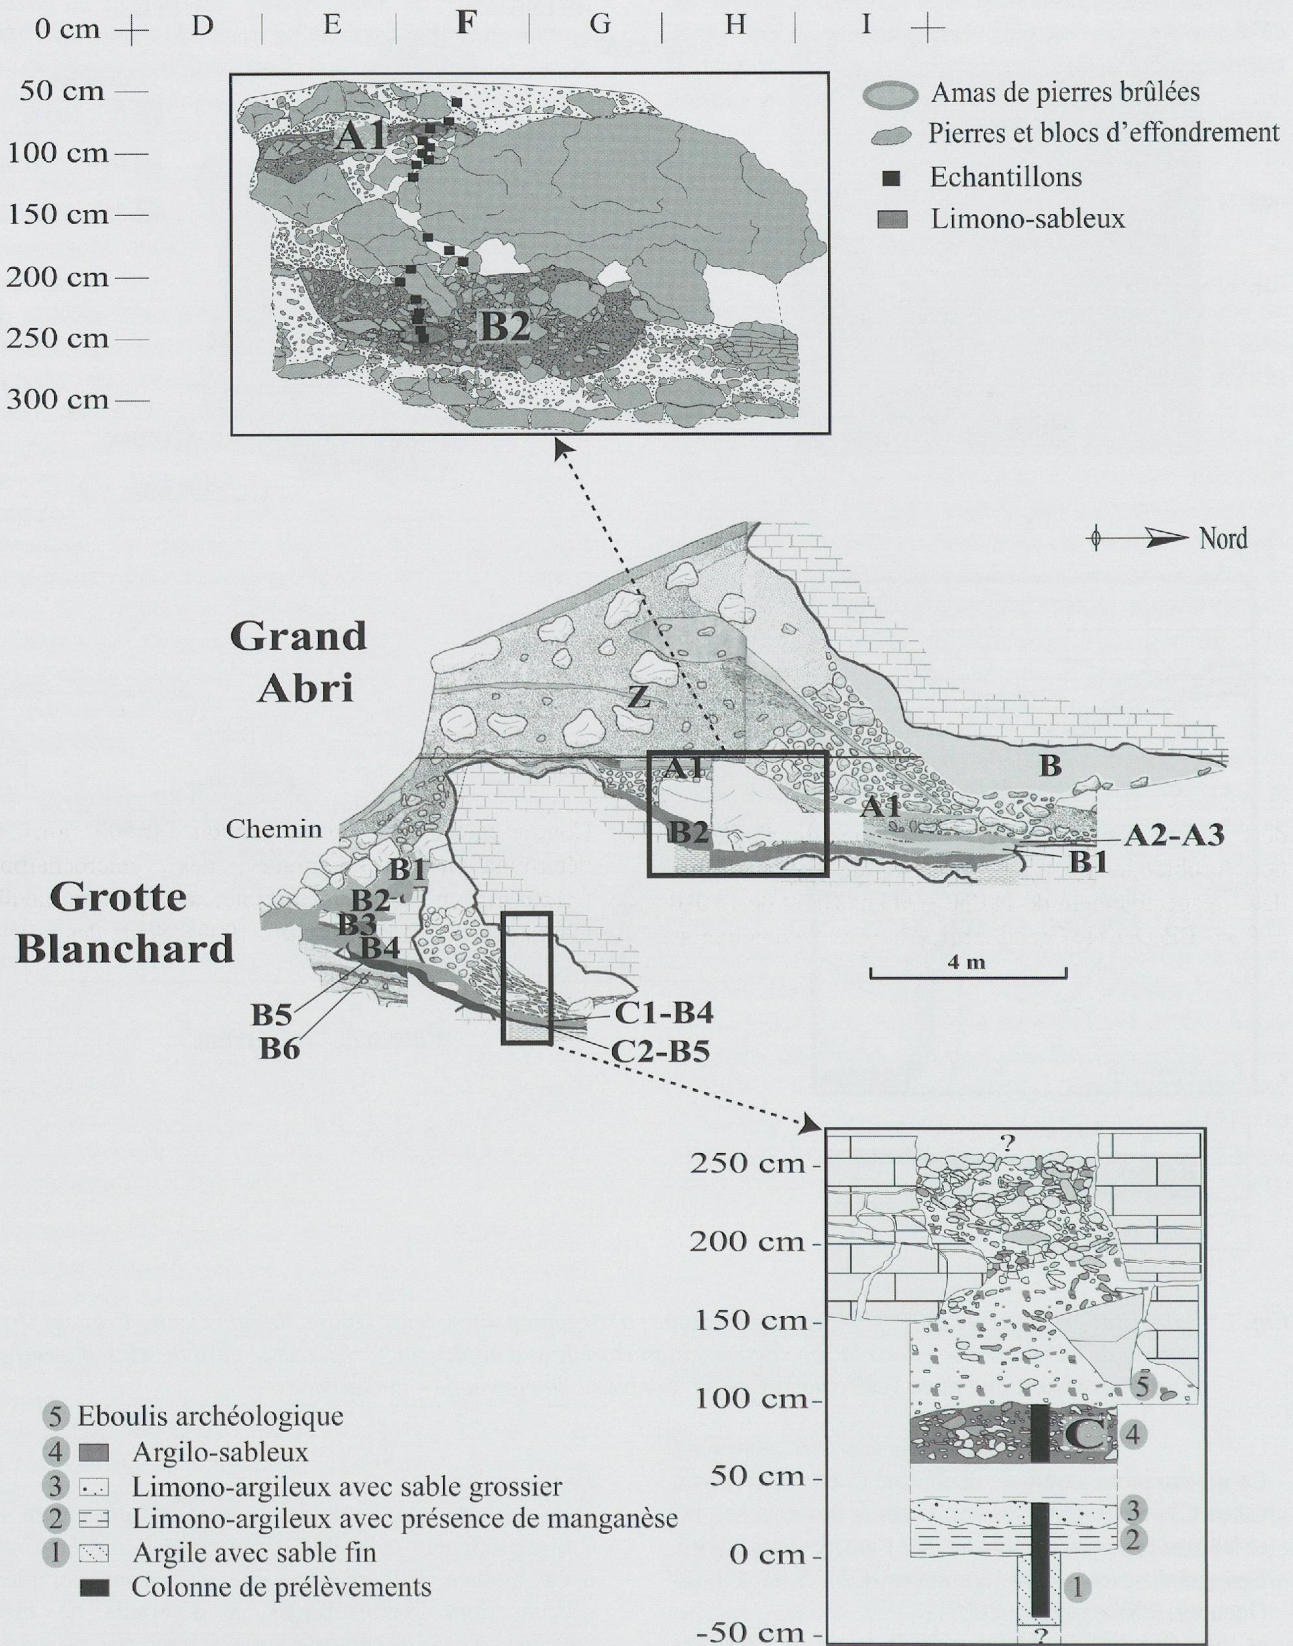 0 cm D E F G H I
50 cm
100 cm
150 cm
200 cm
250 cm
300 cm
A1
B2
Amas de pierres brûlées
Pierres et blocs d'effondrement
Echantillons
Limono-sableux
Nord
Grand
Abri
Z
A1
B
B2
A1
A2-A3
B1
Chemin
Grotte
Blanchard
B1
B2
B3
B4
B5
B6
C1-B4
C2-B5
4 m
250 cm
200 cm
150 cm
100 cm
50 cm
0 cm
-50 cm
?
5
C 4
3
2
1
?
5 Eboulis archéologique
4 Argilo-sableux
3 Limono-argileux avec sable grossier
2 Limono-argileux avec présence de manganèse
1 Argile avec sable fin
Colonne de prélèvements